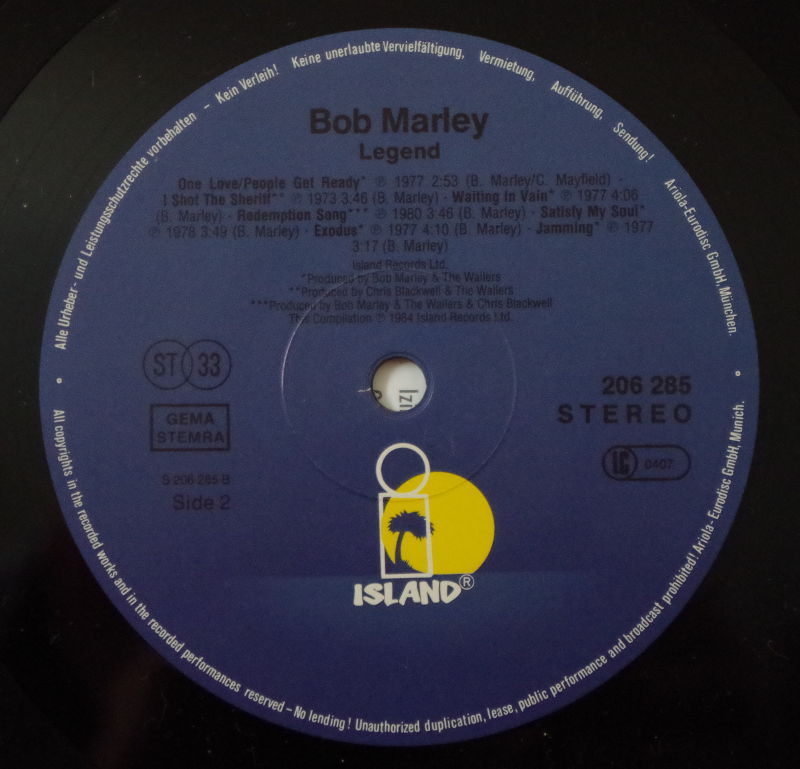 Alle Urheber- und Leistungsschutzrechte vorbehalten – Kein Verleih! Keine unerlaubte Vervielfältigung, Vermietung, Aufführung, Sendung! Ariola-Eurodisc GmbH, München.
Bob Marley
Legend
One Love/People Get Ready* ℗ 1977 2:53 (B. Marley/C. Mayfield) ·
I Shot The Sheriff** ℗ 1973 3:46 (B. Marley) · Waiting In Vain* ℗ 1977 4:06
(B. Marley) · Redemption Song*** ℗ 1980 3:46 (B. Marley) · Satisfy My Soul*
℗ 1978 3:49 (B. Marley) · Exodus* ℗ 1977 4:10 (B. Marley) · Jamming* ℗ 1977
3:17 (B. Marley)
Island Records Ltd.
*Produced by Bob Marley & The Wailers
**Produced by Chris Blackwell & The Wailers
***Produced by Bob Marley & The Wailers & Chris Blackwell
This Compilation ℗ 1984 Island Records Ltd.
ST 33
GEMA
STEMRA
S 206 285 B
Side 2
206 285
STEREO
LC 0407
ISLAND®
All copyrights in the recorded works and in the recorded performances reserved – No lending! Unauthorized duplication, lease, public performance and broadcast prohibited! Ariola-Eurodisc GmbH, Munich.